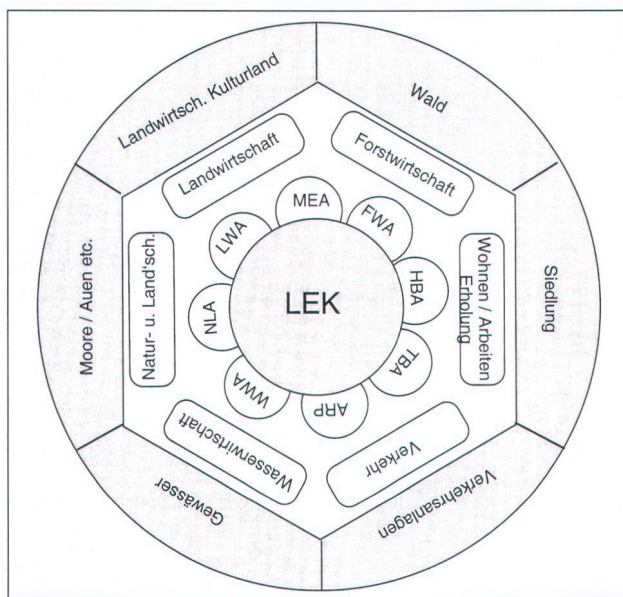 Landwirtsch. Kulturland
Wald
Siedlung
Verkehrsanlagen
Gewässer
Moore / Auen etc.
Landwirtschaft
Forstwirtschaft
Wohnen / Arbeiten
Erholung
Verkehr
Wasserwirtschaft
Natur- u. Land'sch.
MEA
FWA
HBA
TBA
ARP
WWA
NLA
LWA
LEK